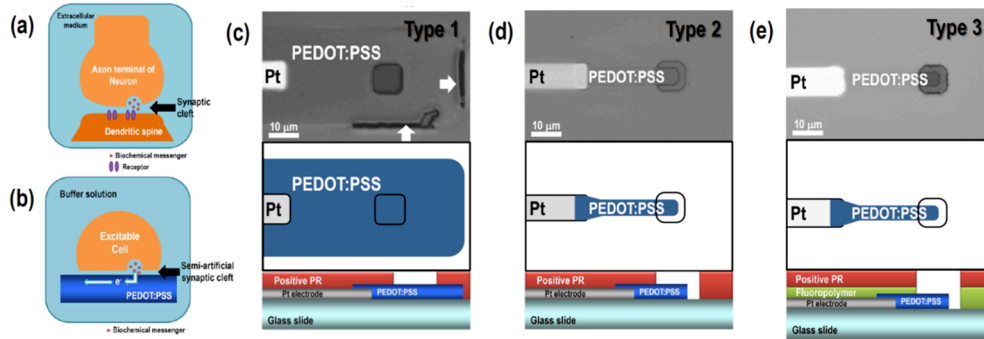 (a)
Extracellular
medium
Axon terminal of
Neuron
Synaptic
cleft
Dendritic spine
Biochemical messenger
Receptor
(b)
Buffer solution
Excitable
Cell
Semi-artificial
synaptic cleft
e-
PEDOT:PSS
Biochemical messenger
(c)
Type 1
PEDOT:PSS
Pt
10 μm
PEDOT:PSS
Pt
Positive PR
Pt electrode
PEDOT:PSS
Glass slide
(d)
Type 2
Pt
PEDOT:PSS
10 μm
Pt
PEDOT:PSS
Positive PR
Pt electrode
PEDOT:PSS
Glass slide
(e)
Type 3
Pt
PEDOT:PSS
10 μm
Pt
PEDOT:PSS
Positive PR
Fluoropolymer
Pt electrode
PEDOT:PSS
Glass slide